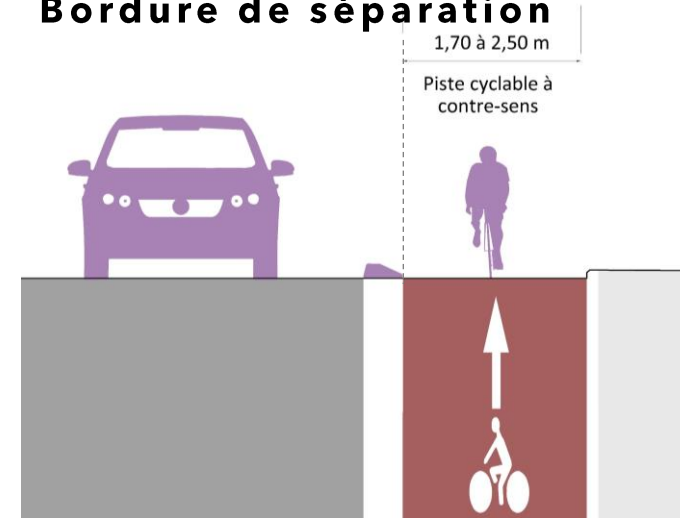 Bordure de séparation
1,70 à 2,50 m
Piste cyclable à
contre-sens